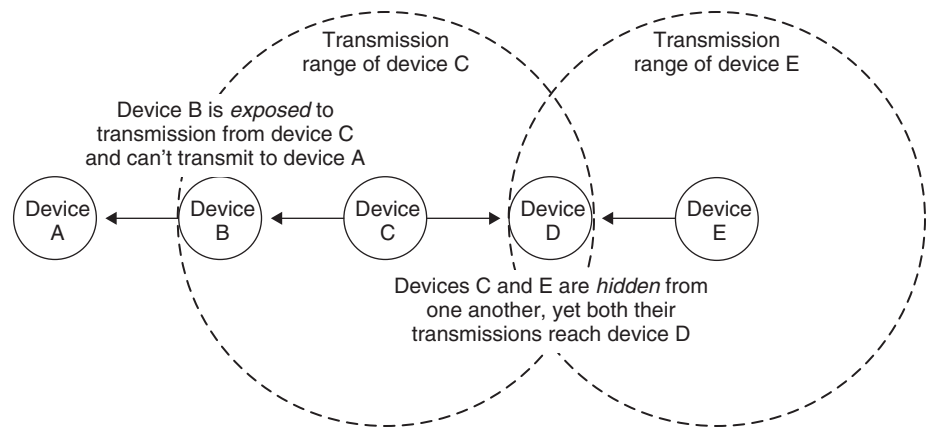 Transmission
range of device C
Transmission
range of device E
Device B is exposed to
transmission from device C
and can't transmit to device A
Device
A
Device
B
Device
C
Device
D
Device
E
Devices C and E are hidden from
one another, yet both their
transmissions reach device D